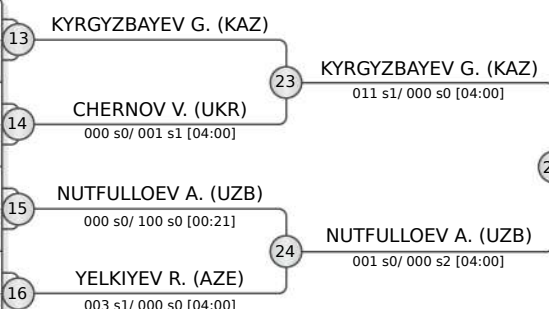 KYRGYZBAYEV G. (KAZ)
13
23
KYRGYZBAYEV G. (KAZ)
011 s1/ 000 s0 [04:00]
CHERNOV V. (UKR)
14
000 s0/ 001 s1 [04:00]
NUTFULLOEV A. (UZB)
15
000 s0/ 100 s0 [00:21]
24
NUTFULLOEV A. (UZB)
001 s0/ 000 s2 [04:00]
YELKIYEV R. (AZE)
16
003 s1/ 000 s0 [04:00]